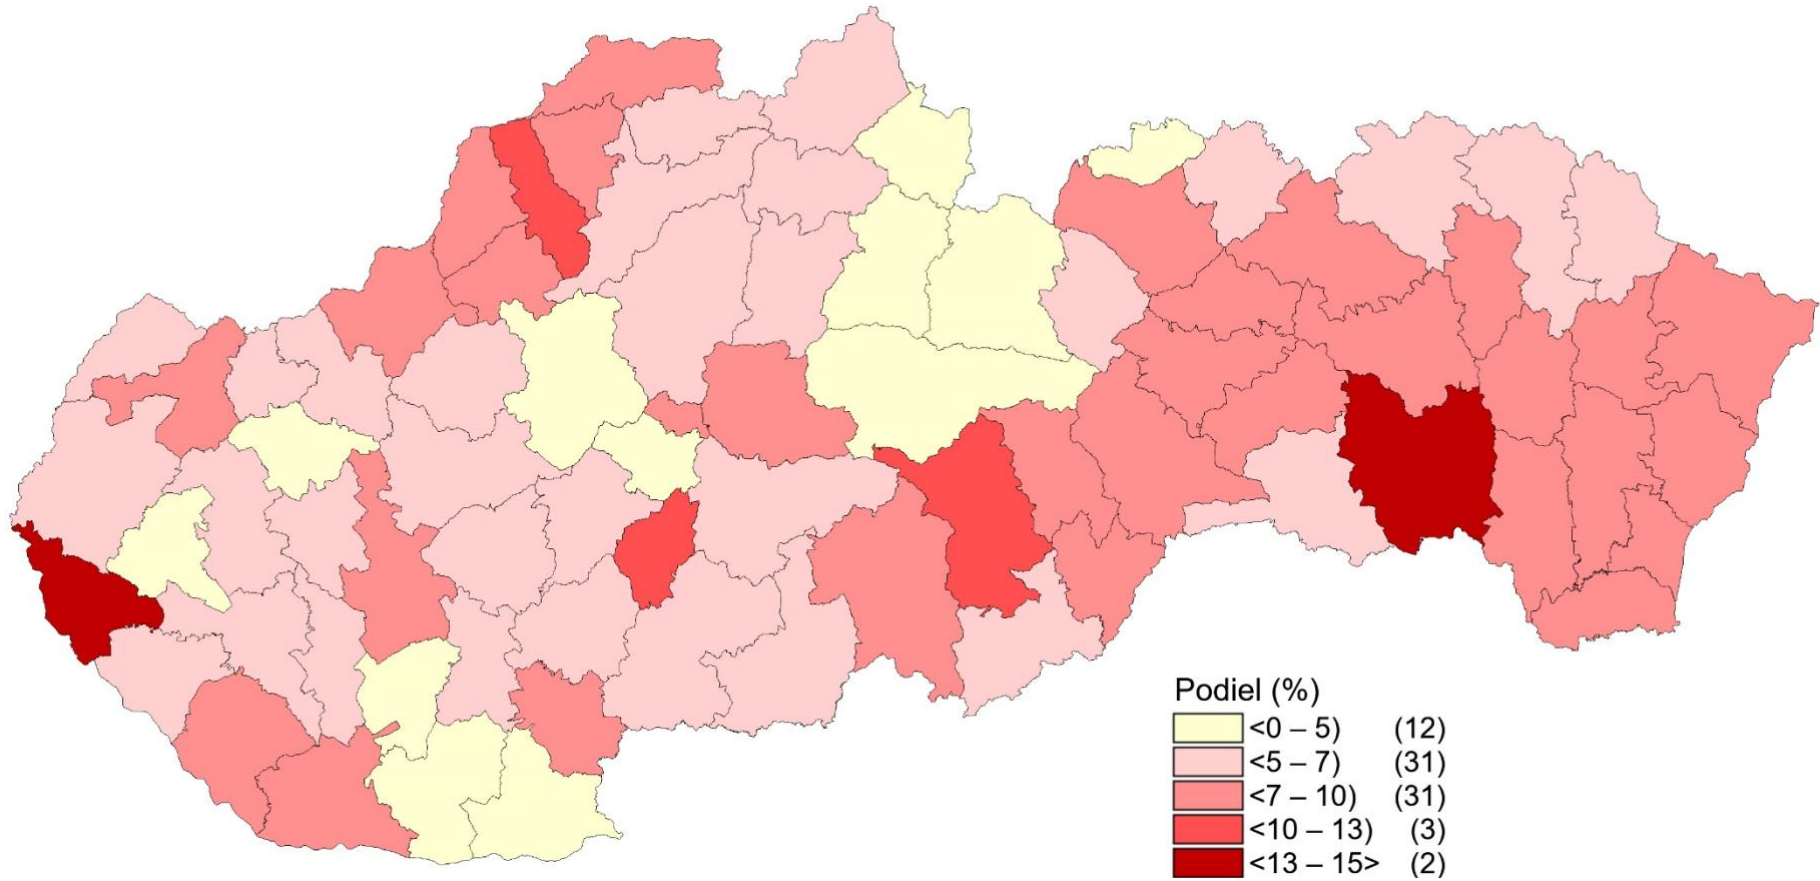 Podiel (%)
<0 – 5) (12)
<5 – 7) (31)
<7 – 10) (31)
<10 – 13) (3)
<13 – 15> (2)